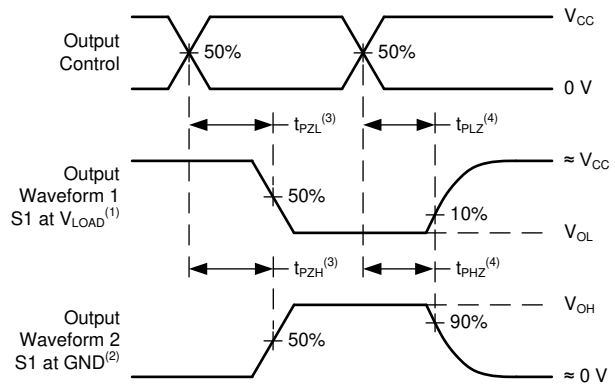 V_CC
Output
Control
50%
50%
0 V
t_PZL^(3)
t_PLZ^(4)
Output
Waveform 1
S1 at V_LOAD^(1)
≈ V_CC
50%
10%
V_OL
t_PZH^(3)
t_PHZ^(4)
Output
Waveform 2
S1 at GND^(2)
V_OH
50%
90%
≈ 0 V